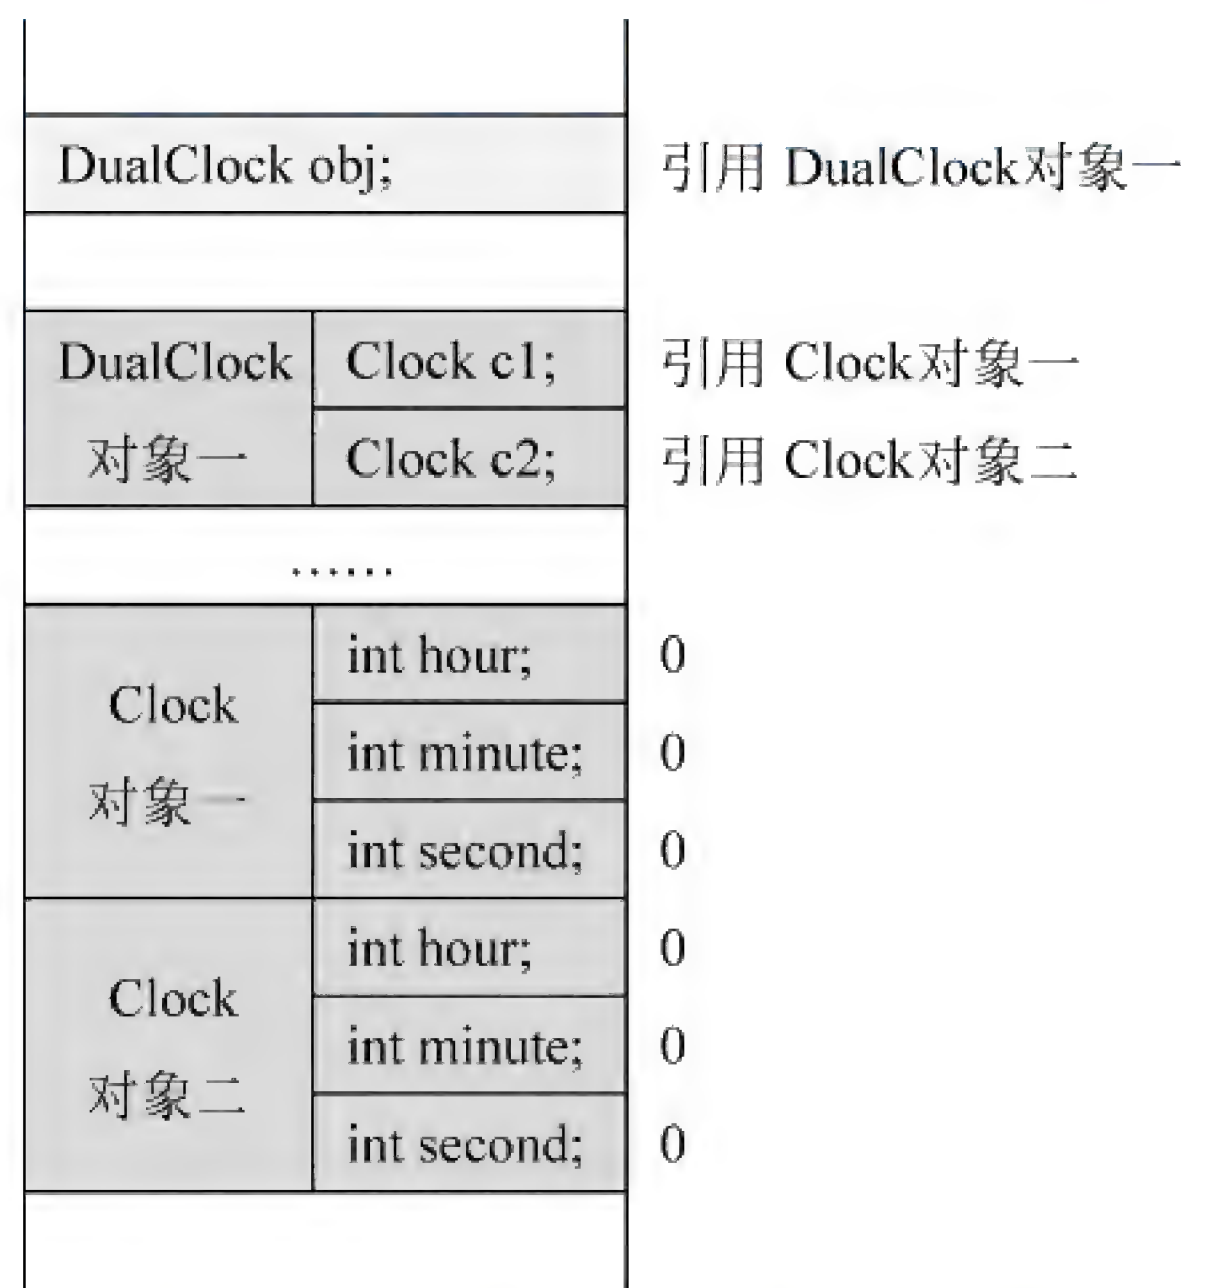 DualClock obj; 引用 DualClock对象一
DualClock Clock c1; 引用 Clock对象一
对象一 Clock c2; 引用 Clock对象二
......
int hour; 0
Clock
int minute; 0
对象一
int second; 0
int hour; 0
Clock
int minute; 0
对象二
int second; 0